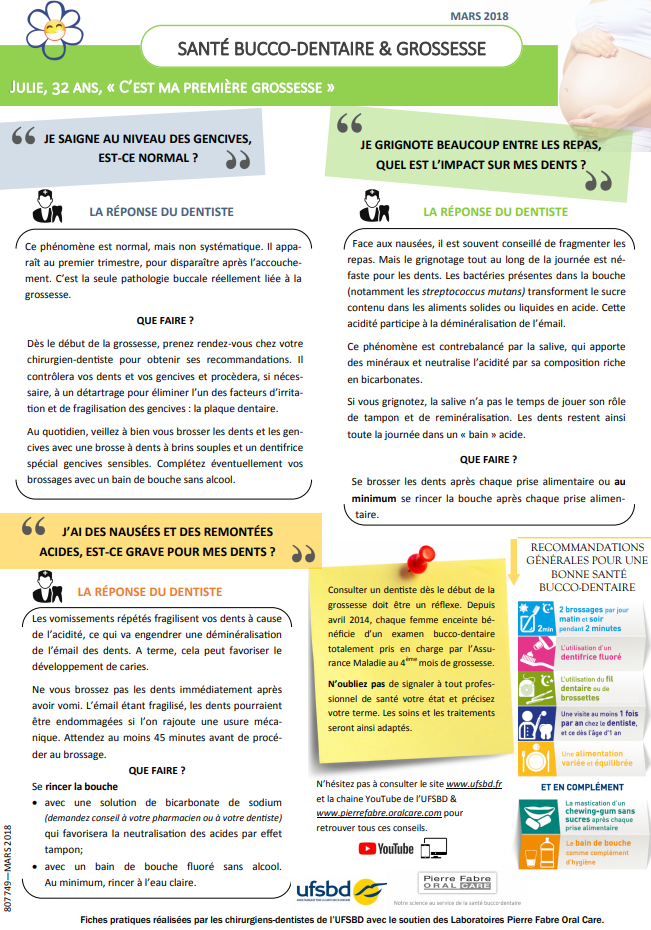 MARS 2018
SANTÉ BUCCO-DENTAIRE & GROSSESSE
JULIE, 32 ANS, « C'EST MA PREMIÈRE GROSSESSE »
JE SAIGNE AU NIVEAU DES GENCIVES,
EST-CE NORMAL ?
LA RÉPONSE DU DENTISTE
Ce phénomène est normal, mais non systématique. Il appa-
raît au premier trimestre, pour disparaître après l'accouche-
ment. C'est la seule pathologie buccale réellement liée à la
grossesse.
QUE FAIRE ?
Dès le début de la grossesse, prenez rendez-vous chez votre
chirurgien-dentiste pour obtenir ses recommandations. Il
contrôlera vos dents et vos gencives et procèdera, si néces-
saire, à un détartrage pour éliminer l'un des facteurs d'irrita-
tion et de fragilisation des gencives : la plaque dentaire.
Au quotidien, veillez à bien vous brosser les dents et les gen-
cives avec une brosse à dents à brins souples et un dentifrice
spécial gencives sensibles. Complétez éventuellement vos
brossages avec un bain de bouche sans alcool.
JE GRIGNOTE BEAUCOUP ENTRE LES REPAS,
QUEL EST L'IMPACT SUR MES DENTS ?
LA RÉPONSE DU DENTISTE
Face aux nausées, il est souvent conseillé de fragmenter les
repas. Mais le grignotage tout au long de la journée est né-
faste pour les dents. Les bactéries présentes dans la bouche
(notamment les streptococcus mutans) transforment le sucre
contenu dans les aliments solides ou liquides en acide. Cette
acidité participe à la déminéralisation de l'émail.
Ce phénomène est contrebalancé par la salive, qui apporte
des minéraux et neutralise l'acidité par sa composition riche
en bicarbonates.
Si vous grignotez, la salive n'a pas le temps de jouer son rôle
de tampon et de reminéralisation. Les dents restent ainsi
toute la journée dans un « bain » acide.
QUE FAIRE ?
Se brosser les dents après chaque prise alimentaire ou au
minimum se rincer la bouche après chaque prise alimen-
taire.
J'AI DES NAUSÉES ET DES REMONTÉES
ACIDES, EST-CE GRAVE POUR MES DENTS ?
LA RÉPONSE DU DENTISTE
Les vomissements répétés fragilisent vos dents à cause
de l'acidité, ce qui va engendrer une déminéralisation
de l'émail des dents. A terme, cela peut favoriser le
développement de caries.
Ne vous brossez pas les dents immédiatement après
avoir vomi. L'émail étant fragilisé, les dents pourraient
être endommagées si l'on rajoute une usure méca-
nique. Attendez au moins 45 minutes avant de procé-
der au brossage.
QUE FAIRE ?
Se rincer la bouche
• avec une solution de bicarbonate de sodium
(demandez conseil à votre pharmacien ou à votre dentiste)
qui favorisera la neutralisation des acides par effet
tampon;
• avec un bain de bouche fluoré sans alcool.
Au minimum, rincer à l'eau claire.
Consulter un dentiste dès le début de la
grossesse doit être un réflexe. Depuis
avril 2014, chaque femme enceinte bé-
néficie d'un examen bucco-dentaire
totalement pris en charge par l'Assu-
rance Maladie au 4ème mois de grossesse.
N'oubliez pas de signaler à tout profes-
sionnel de santé votre état et précisez
votre terme. Les soins et les traitements
seront ainsi adaptés.
N'hésitez pas à consulter le site www.ufsbd.fr
et la chaine YouTube de l'UFSBD &
www.pierrefabre.oralcare.com pour
retrouver tous ces conseils.
YouTube
RECOMMANDATIONS
GÉNÉRALES POUR UNE
BONNE SANTÉ
BUCCO-DENTAIRE
2min
2 brossages par jour
matin et soir
pendant 2 minutes
L'utilisation d'un
dentifrice fluoré
L'utilisation du fil
dentaire ou de
brossettes
Une visite au moins 1 fois
par an chez le dentiste,
et ce dès l'âge d'1 an
Une alimentation
variée et équilibrée
ET EN COMPLÉMENT
La mastication d'un
chewing-gum sans
sucres après chaque
prise alimentaire
Le bain de bouche
comme complément
d'hygiène
ufsbd
Pierre Fabre
ORAL CARE
Notre science au service de la santé bucco-dentaire
807749—MARS 2018
Fiches pratiques réalisées par les chirurgiens-dentistes de l'UFSBD avec le soutien des Laboratoires Pierre Fabre Oral Care.